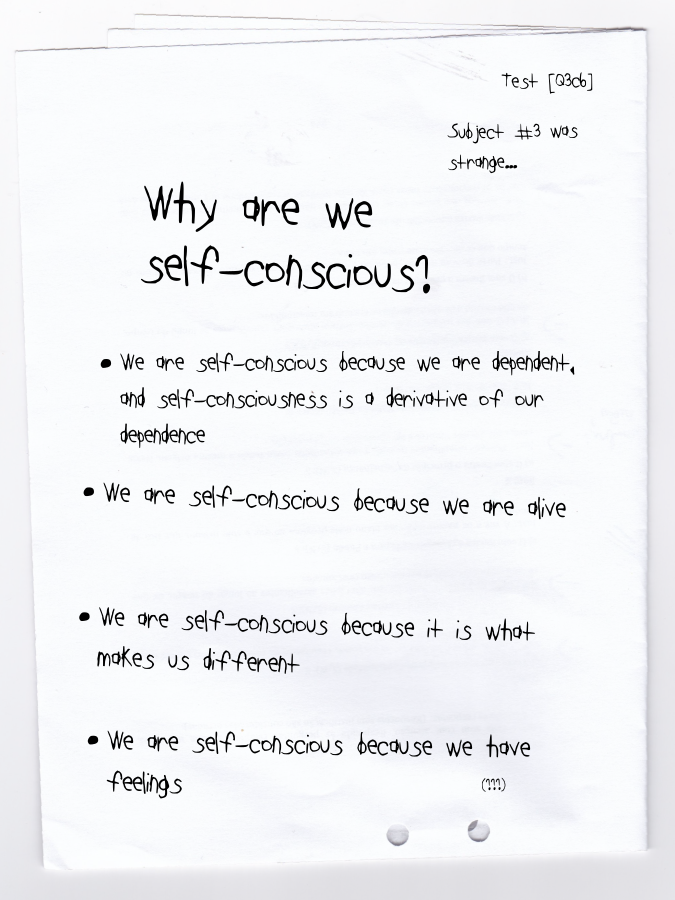 Test [Q3c6]
Subject #3 was
strange...
Why are we
self-conscious?
• We are self-conscious because we are dependent,
and self-consciousness is a derivative of our
dependence
• We are self-conscious because we are alive
• We are self-conscious because it is what
makes us different
• We are self-conscious because we have
feelings
(???)